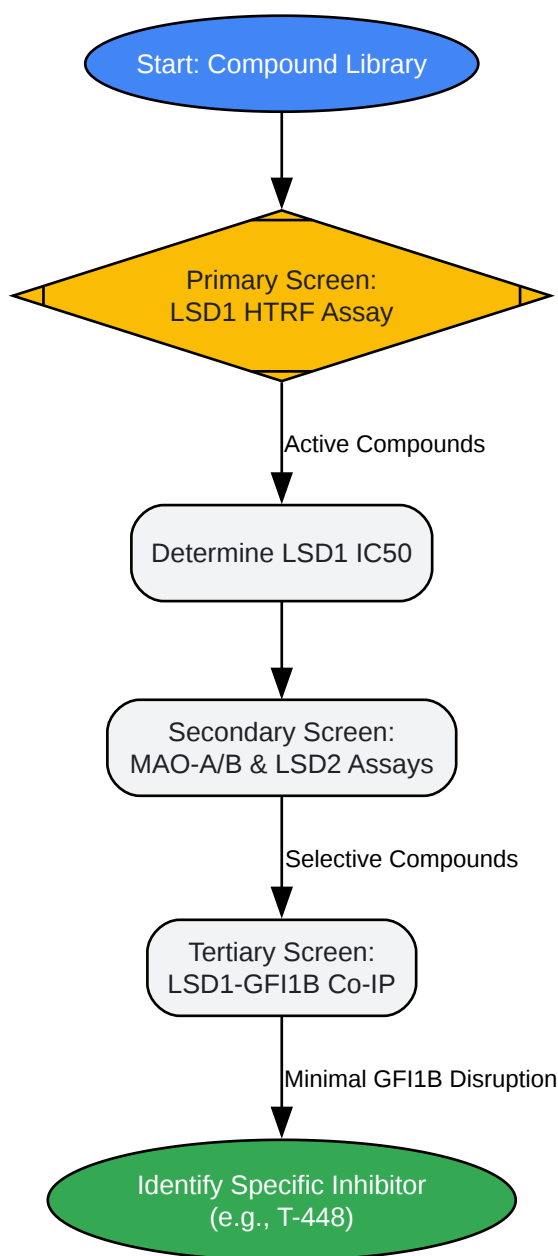 Start: Compound Library
Primary Screen:
LSD1 HTRF Assay
Active Compounds
Determine LSD1 IC50
Secondary Screen:
MAO-A/B & LSD2 Assays
Selective Compounds
Tertiary Screen:
LSD1-GFI1B Co-IP
Minimal GFI1B Disruption
Identify Specific Inhibitor
(e.g., T-448)